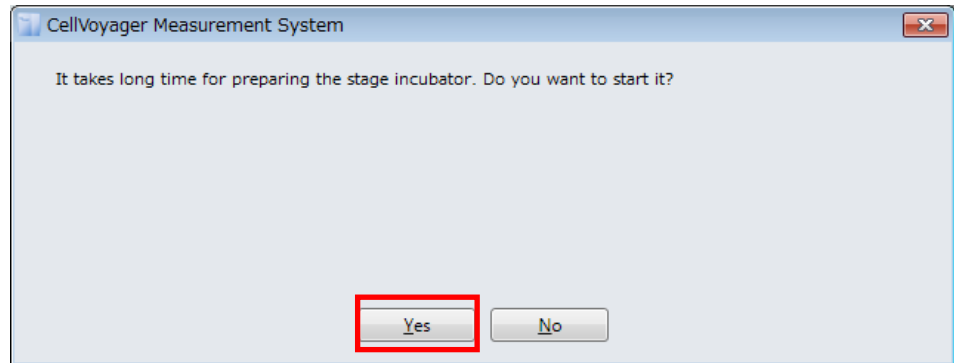 CellVoyager Measurement System
It takes long time for preparing the stage incubator. Do you want to start it?
Yes No